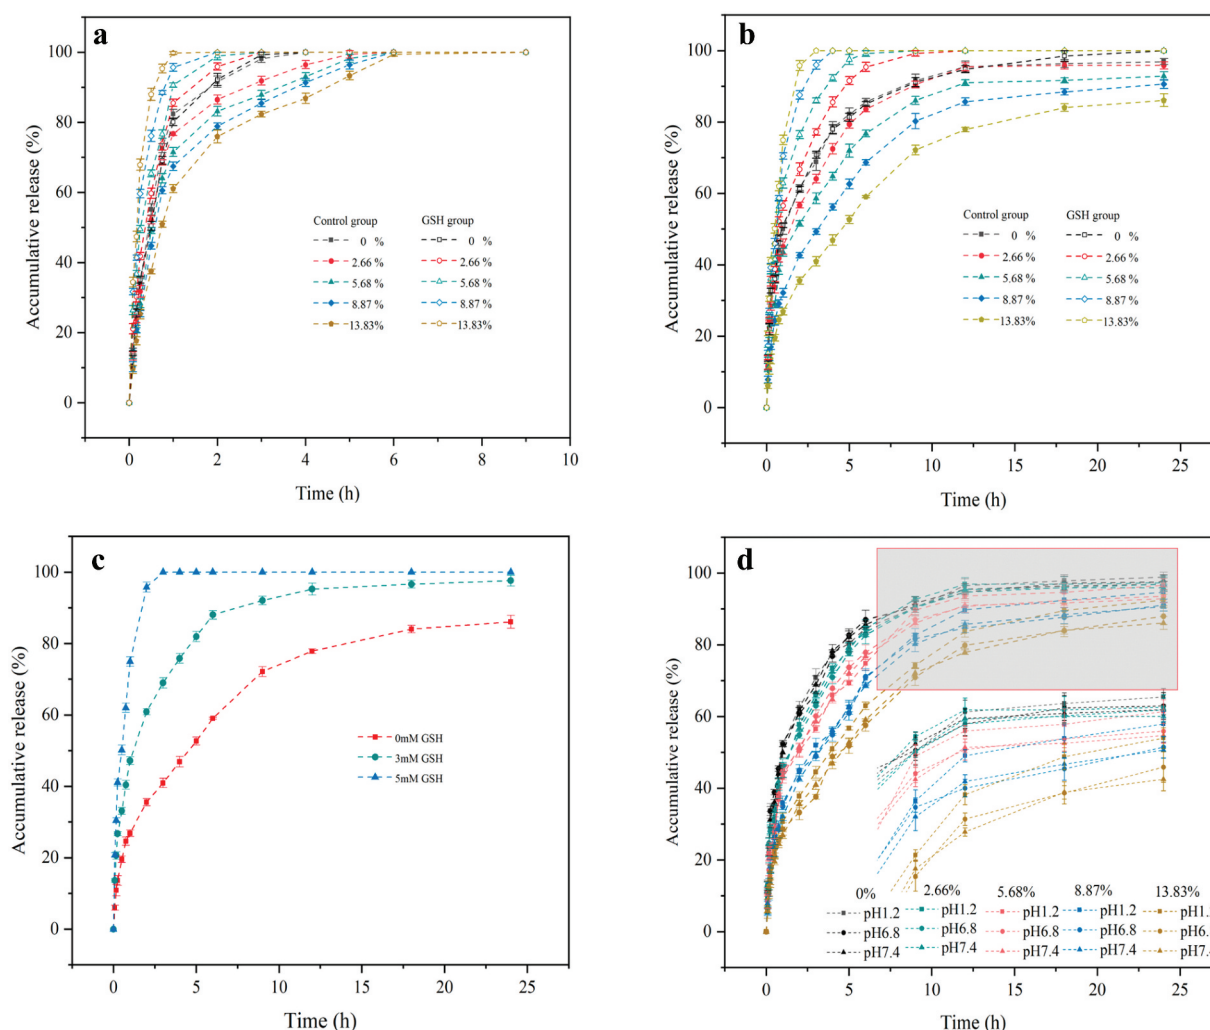 a
Accumulative release (%)
100
80
60
40
20
0
0 2 4 6 8 10
Time (h)
Control group GSH group
0 % 0 %
2.66 % 2.66 %
5.68 % 5.68 %
8.87 % 8.87 %
13.83% 13.83%
b
Accumulative release (%)
100
80
60
40
20
0
0 5 10 15 20 25
Time (h)
Control group GSH group
0 % 0 %
2.66 % 2.66 %
5.68 % 5.68 %
8.87 % 8.87 %
13.83% 13.83%
c
Accumulative release (%)
100
80
60
40
20
0
0 5 10 15 20 25
Time (h)
0mM GSH
3mM GSH
5mM GSH
d
Accumulative release (%)
100
80
60
40
20
0
0 5 10 15 20 25
Time (h)
0% 2.66% 5.68% 8.87% 13.83%
pH1.2 pH1.2 pH1.2 pH1.2 pH1.
pH6.8 pH6.8 pH6.8 pH6.8 pH6.
pH7.4 pH7.4 pH7.4 pH7.4 pH7.4